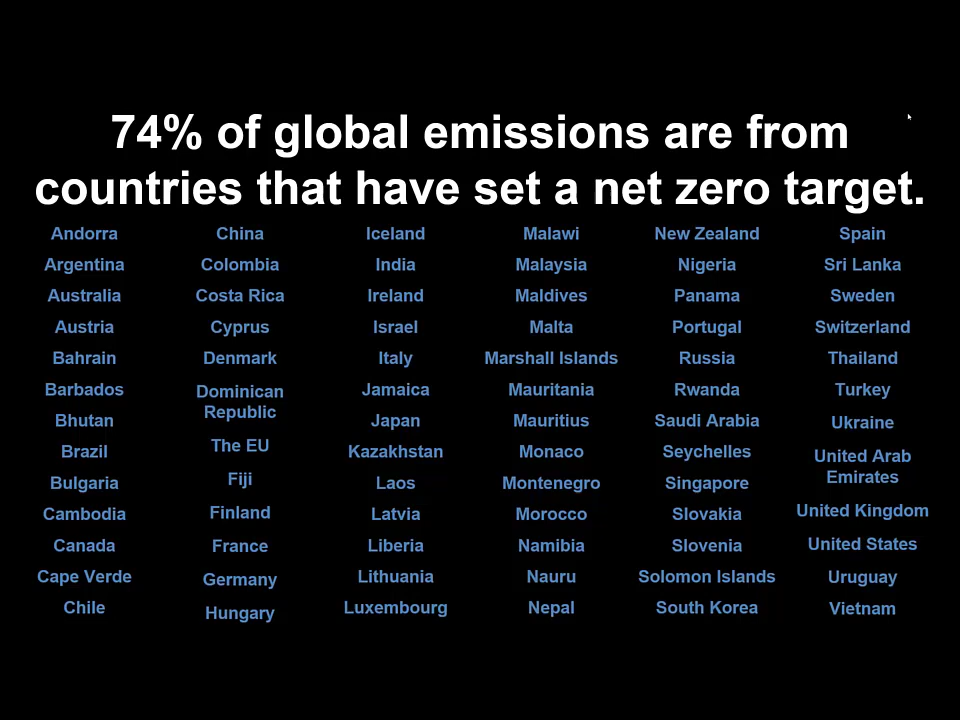 74% of global emissions are from
countries that have set a net zero target.
Andorra
Argentina
Australia
Austria
Bahrain
Barbados
Bhutan
Brazil
Bulgaria
Cambodia
Canada
Cape Verde
Chile
China
Colombia
Costa Rica
Cyprus
Denmark
Dominican
Republic
The EU
Fiji
Finland
France
Germany
Hungary
Iceland
India
Ireland
Israel
Italy
Jamaica
Japan
Kazakhstan
Laos
Latvia
Liberia
Lithuania
Luxembourg
Malawi
Malaysia
Maldives
Malta
Marshall Islands
Mauritania
Mauritius
Monaco
Montenegro
Morocco
Namibia
Nauru
Nepal
New Zealand
Nigeria
Panama
Portugal
Russia
Rwanda
Saudi Arabia
Seychelles
Singapore
Slovakia
Slovenia
Solomon Islands
South Korea
Spain
Sri Lanka
Sweden
Switzerland
Thailand
Turkey
Ukraine
United Arab
Emirates
United Kingdom
United States
Uruguay
Vietnam